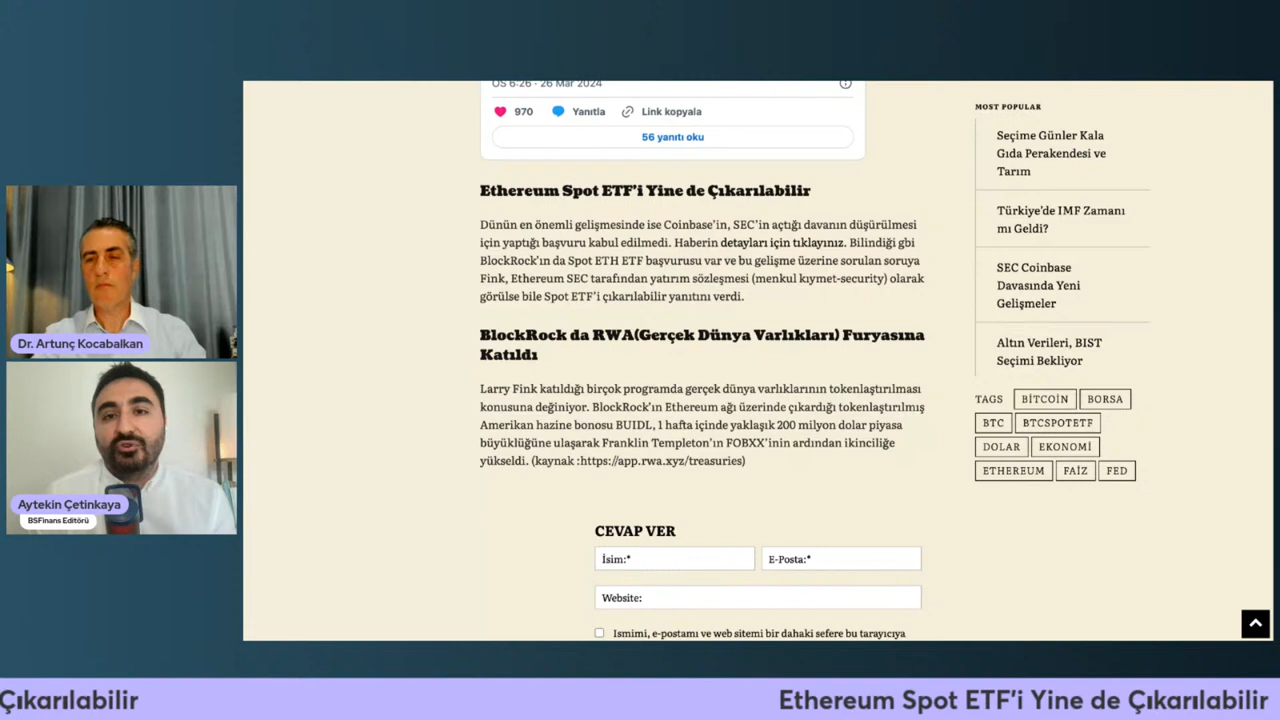 ÖS 6:26 · 26 Mar 2024
970 Yanıtla Link kopyala
56 yanıtı oku
Ethereum Spot ETF'i Yine de Çıkarılabilir
Dünün en önemli gelişmesinde ise Coinbase'in, SEC'in açtığı davanın düşürülmesi
için yaptığı başvuru kabul edilmedi. Haberin detayları için tıklayınız. Bilindiği gbi
BlockRock'ın da Spot ETH ETF başvurusu var ve bu gelişme üzerine sorulan soruya
Fink, Ethereum SEC tarafından yatırım sözleşmesi (menkul kıymet-security) olarak
görülse bile Spot ETF'i çıkarılabilir yanıtını verdi.
BlockRock da RWA(Gerçek Dünya Varlıkları) Furyasına
Katıldı
Larry Fink katıldığı birçok programda gerçek dünya varlıklarının tokenlaştırılması
konusuna değiniyor. BlockRock'ın Ethereum ağı üzerinde çıkardığı tokenlaştırılmış
Amerikan hazine bonosu BUIDL, 1 hafta içinde yaklaşık 200 milyon dolar piyasa
büyüklüğüne ulaşarak Franklin Templeton'ın FOBXX'inin ardından ikinciliğe
yükseldi. (kaynak :https://app.rwa.xyz/treasuries)
CEVAP VER
İsim:*
E-Posta:*
Website:
Ismimi, e-postamı ve web sitemi bir dahaki sefere bu tarayıcıya
MOST POPULAR
Seçime Günler Kala
Gıda Perakendesi ve
Tarım
Türkiye'de IMF Zamanı
mı Geldi?
SEC Coinbase
Davasında Yeni
Gelişmeler
Altın Verileri, BIST
Seçimi Bekliyor
TAGS BİTCOİN BORSA
BTC BTCSPOTETF
DOLAR EKONOMİ
ETHEREUM FAİZ FED
Dr. Artunç Kocabalkan
Aytekin Çetinkaya
BSFinans Editörü
Çıkarılabilir
Ethereum Spot ETF'i Yine de Çıkarılabilir